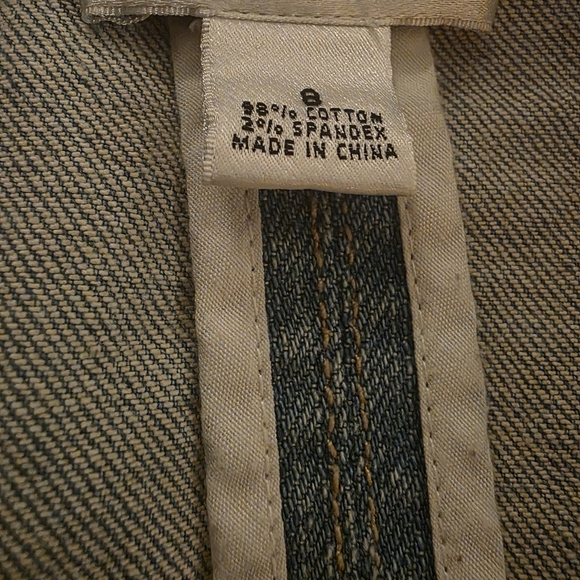 8
98% COTTON
2% SPANDEX
MADE IN CHINA